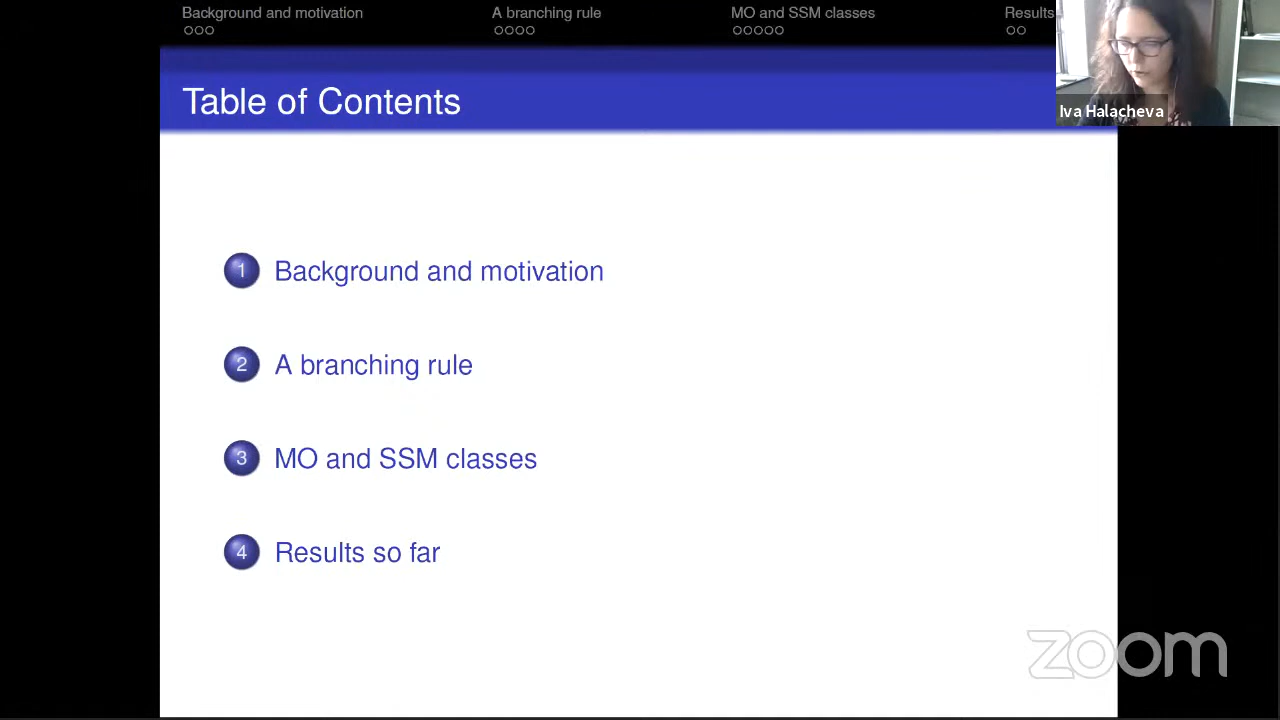 Background and motivation
A branching rule
MO and SSM classes
Results
Iva Halacheva
Table of Contents
1 Background and motivation
2 A branching rule
3 MO and SSM classes
4 Results so far
zoom